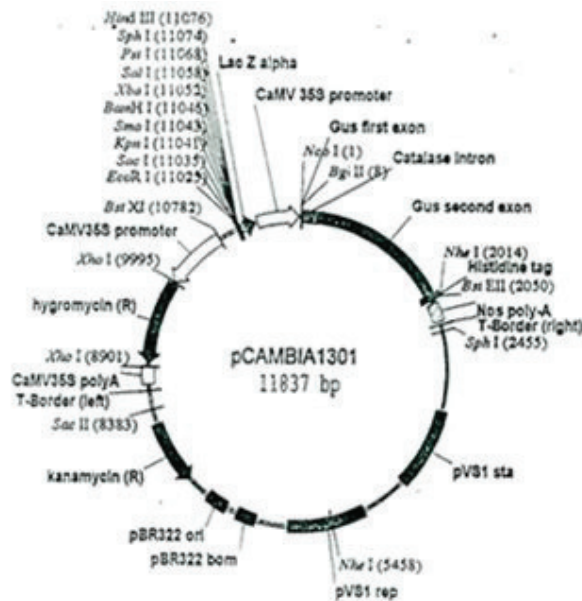 Hind III (11076)
Sph I (11074)
Pst I (11068)
Sal I (11058)
Xba I (11052)
BamH I (11046)
Sma I (11043)
Kpn I (11041)
Sac I (11035)
EcoR I (11025)
Bst XI (10782)
CaMV35S promoter
Xho I (9995)
hygromycin (R)
Xho I (8901)
CaMV35S polyA
T-Border (left)
Sac II (8383)
kanamycin (R)
pBR322 ori
pBR322 bom
Lac Z alpha
CaMV 35S promoter
Gus first exon
Nco I (1)
Bgl II (8)
Catalase intron
Gus second exon
Nhe I (2014)
Histidine tag
Bst EII (2050)
Nos poly-A
T-Border (right)
Sph I (2455)
pVS1 sta
Nhe I (5458)
pVS1 rep
pCAMBIA1301
11837 bp